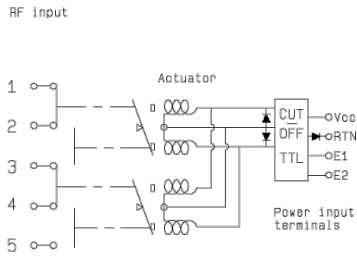 RF input
Actuator
1
2
3
4
5
CUT
OFF
TTL
Vcc
RTN
E1
E2
Power input
terminals